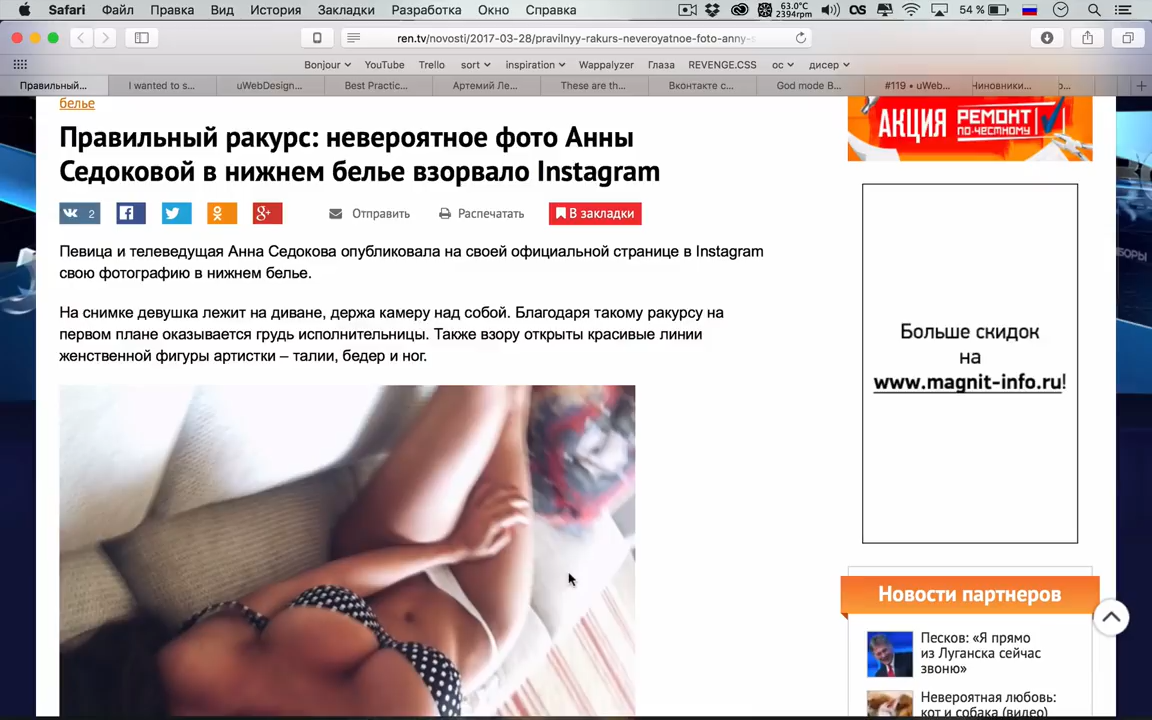 Safari Файл Правка Вид История Закладки Разработка Окно Справка 63.0°C 2394rpm 54 %
ren.tv/novosti/2017-03-28/pravilnyy-rakurs-neveroyatnoe-foto-anny-s
Bonjour YouTube Trello sort inspiration Wappalyzer Глаза REVENGE.CSS ос дисер
Правильный... I wanted to s... uWebDesign... Best Practic... Артемий Ле... These are th... Вконтакте с... God mode В... #119 • uWeb... Чиновники...
белье
Правильный ракурс: невероятное фото Анны
Седоковой в нижнем белье взорвало Instagram
2 Отправить Распечатать В закладки
Певица и телеведущая Анна Седокова опубликовала на своей официальной странице в Instagram
свою фотографию в нижнем белье.
На снимке девушка лежит на диване, держа камеру над собой. Благодаря такому ракурсу на
первом плане оказывается грудь исполнительницы. Также взору открыты красивые линии
женственной фигуры артистки – талии, бедер и ног.
АКЦИЯ РЕМОНТ
ПО-ЧЕСТНОМУ
Больше скидок
на
www.magnit-info.ru!
Новости партнеров
Песков: «Я прямо
из Луганска сейчас
звоню»
Невероятная любовь:
кот и собака (видео)